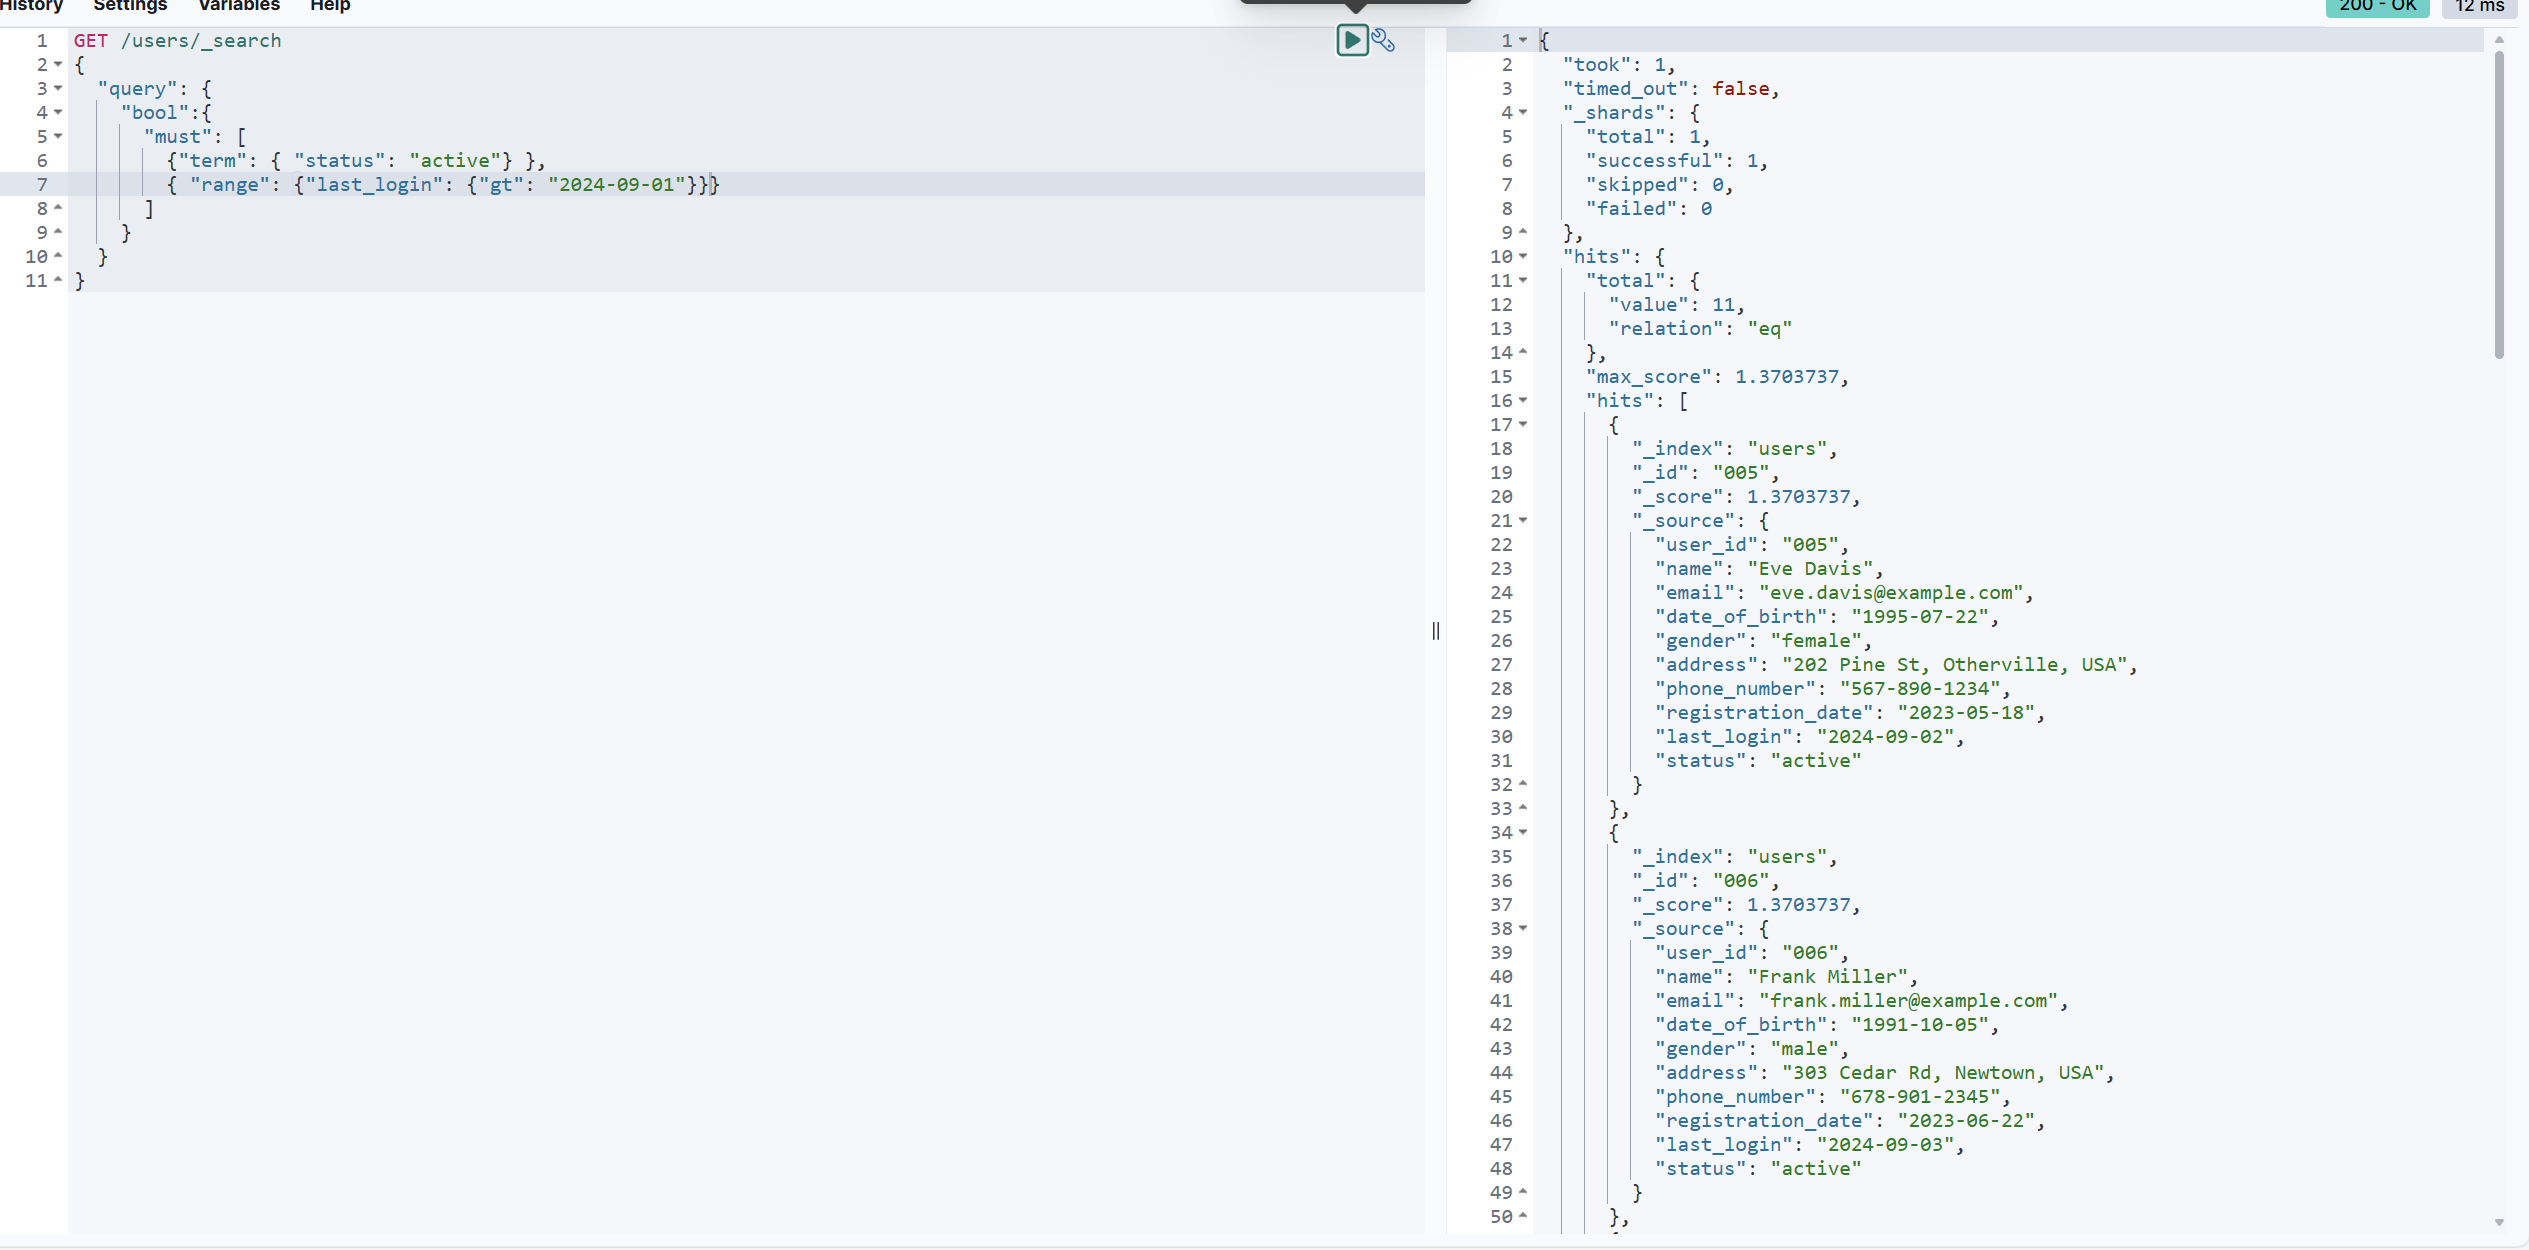 History Settings Variables Help
200 - OK 12 ms
1 GET /users/_search
2 {
3 "query": {
4 "bool":{
5 "must": [
6 {"term": { "status": "active"} },
7 { "range": {"last_login": {"gt": "2024-09-01"}}}
8 ]
9 }
10 }
11 }
1 {
2 "took": 1,
3 "timed_out": false,
4 "_shards": {
5 "total": 1,
6 "successful": 1,
7 "skipped": 0,
8 "failed": 0
9 },
10 "hits": {
11 "total": {
12 "value": 11,
13 "relation": "eq"
14 },
15 "max_score": 1.3703737,
16 "hits": [
17 {
18 "_index": "users",
19 "_id": "005",
20 "_score": 1.3703737,
21 "_source": {
22 "user_id": "005",
23 "name": "Eve Davis",
24 "email": "eve.davis@example.com",
25 "date_of_birth": "1995-07-22",
26 "gender": "female",
27 "address": "202 Pine St, Otherville, USA",
28 "phone_number": "567-890-1234",
29 "registration_date": "2023-05-18",
30 "last_login": "2024-09-02",
31 "status": "active"
32 }
33 },
34 {
35 "_index": "users",
36 "_id": "006",
37 "_score": 1.3703737,
38 "_source": {
39 "user_id": "006",
40 "name": "Frank Miller",
41 "email": "frank.miller@example.com",
42 "date_of_birth": "1991-10-05",
43 "gender": "male",
44 "address": "303 Cedar Rd, Newtown, USA",
45 "phone_number": "678-901-2345",
46 "registration_date": "2023-06-22",
47 "last_login": "2024-09-03",
48 "status": "active"
49 }
50 },